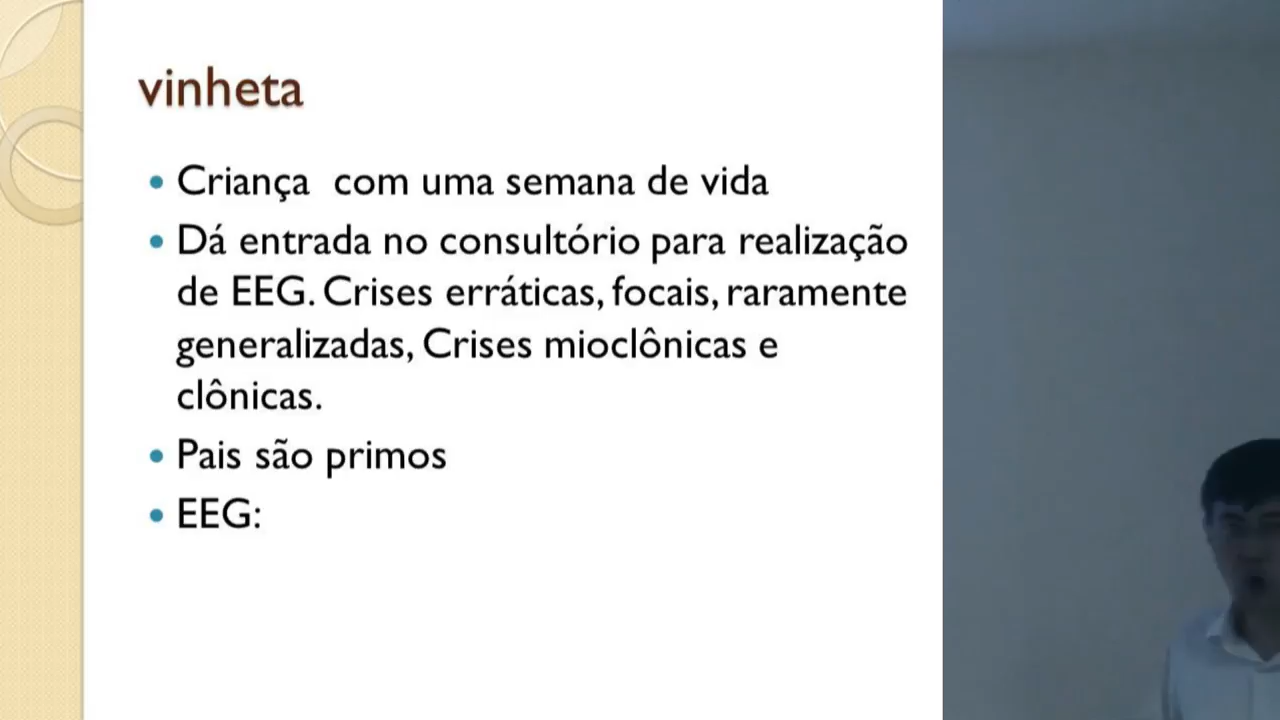 vinheta
• Criança com uma semana de vida
• Dá entrada no consultório para realização
de EEG. Crises erráticas, focais, raramente
generalizadas, Crises mioclônicas e
clônicas.
• Pais são primos
• EEG: